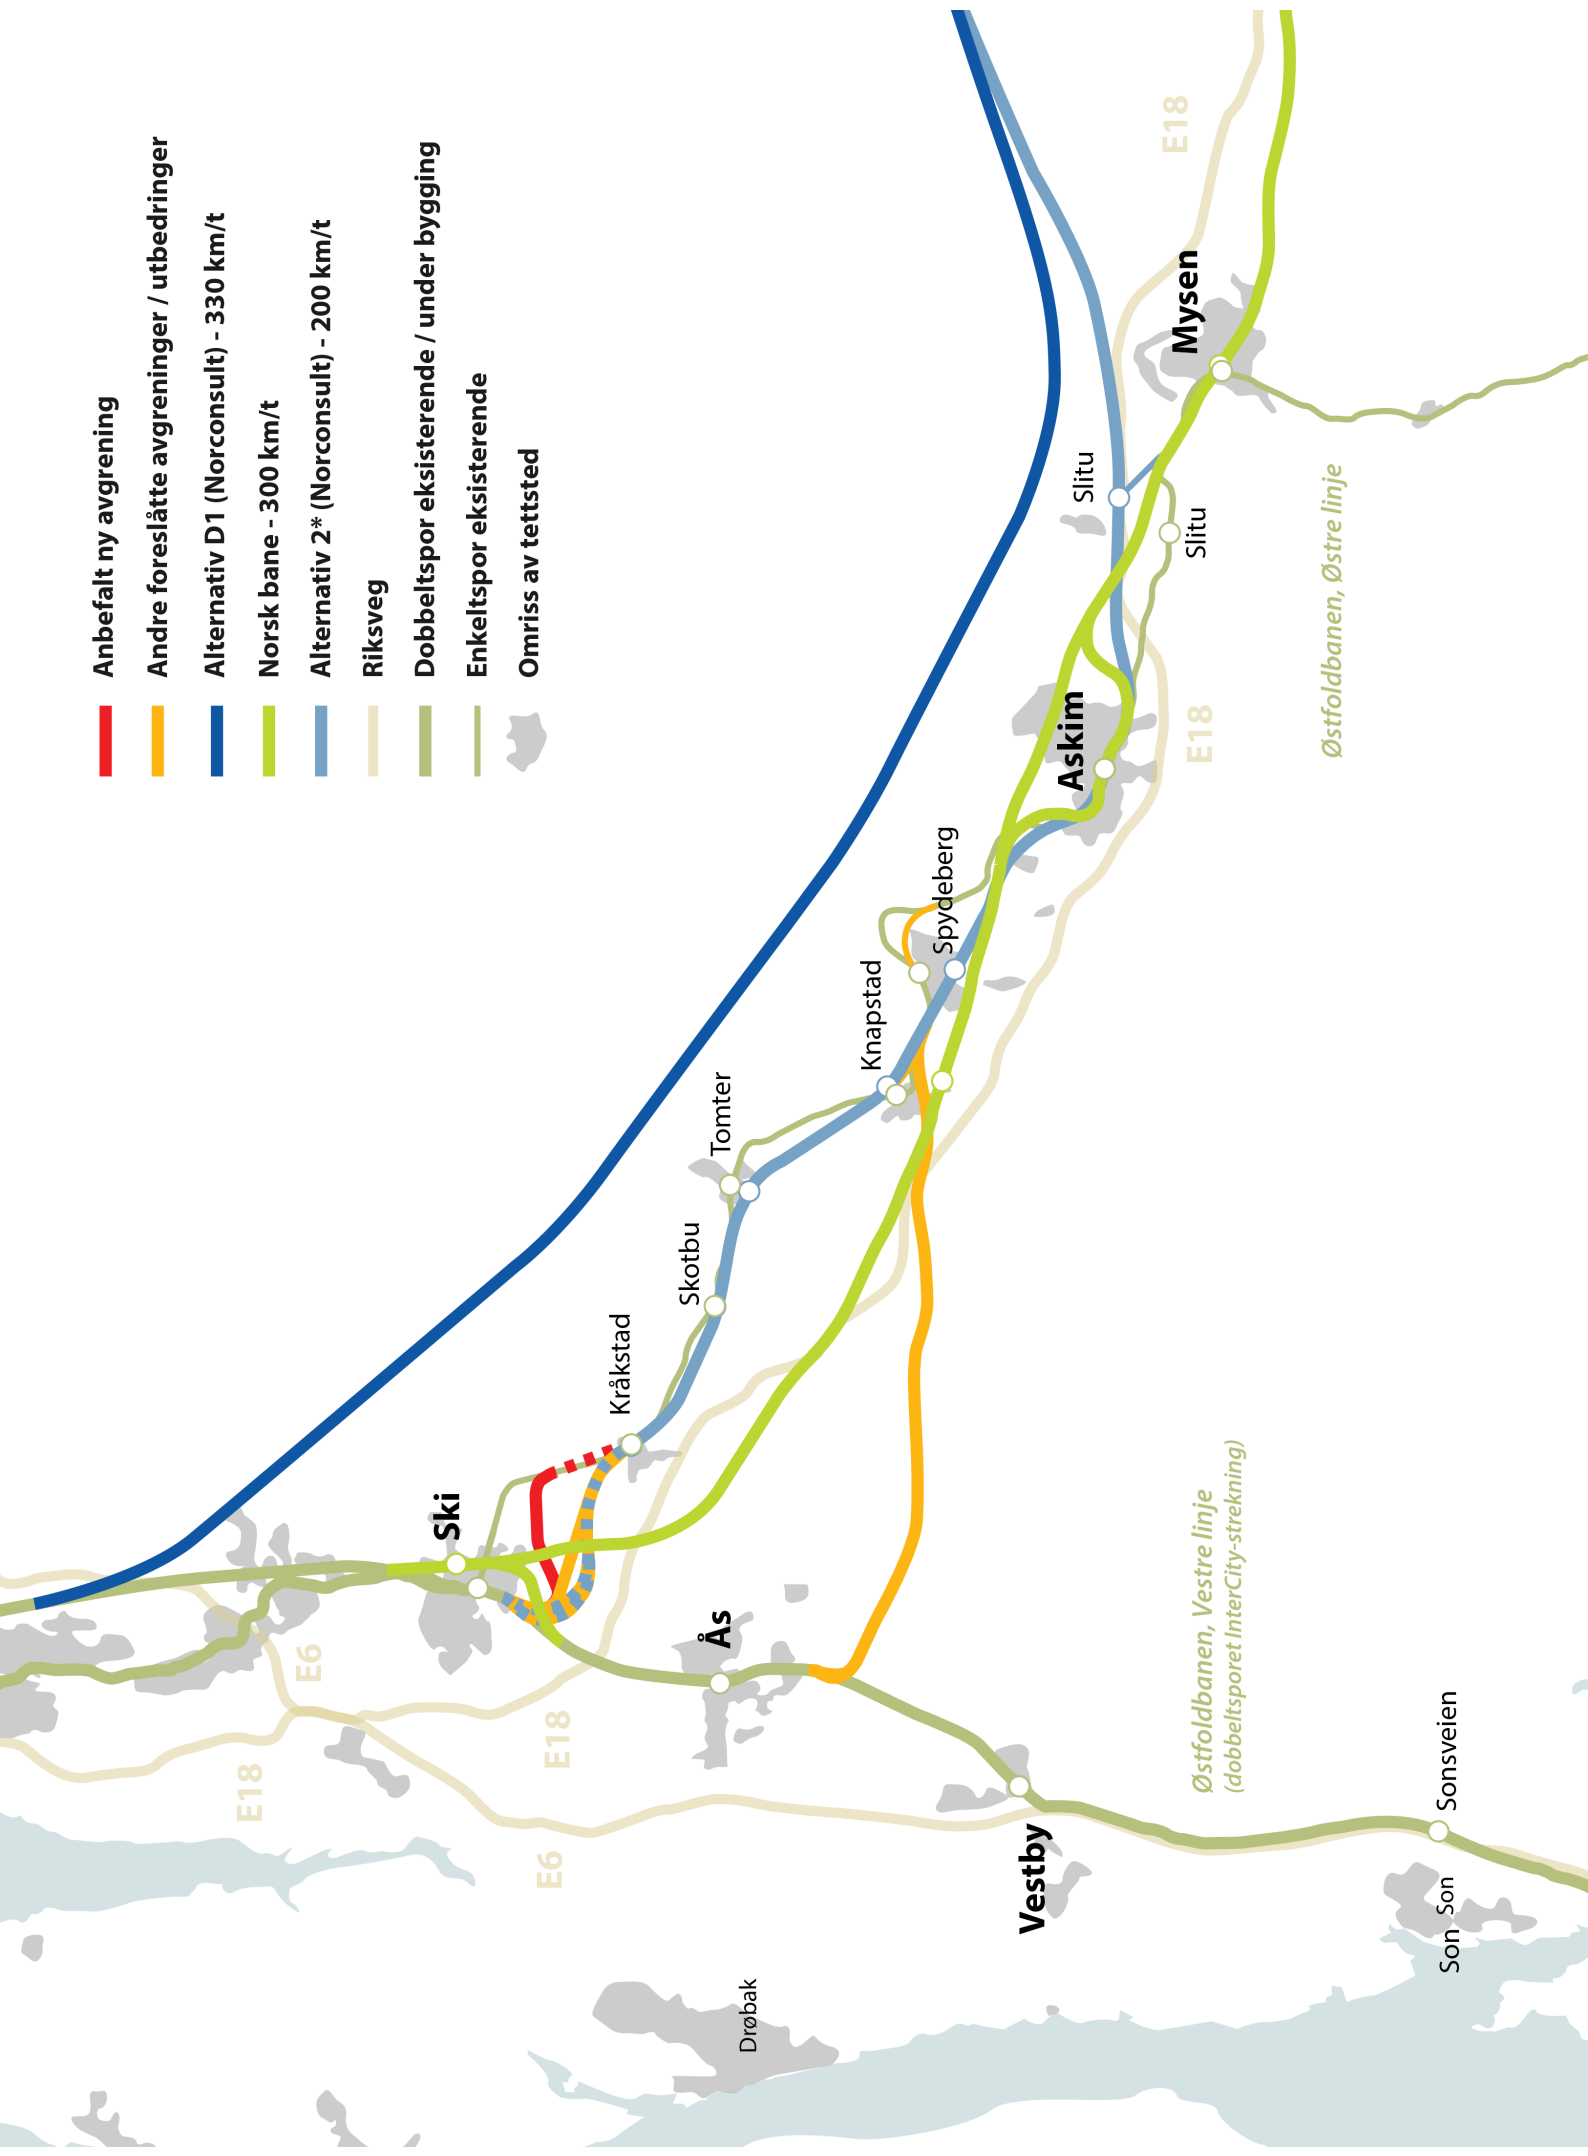 Anbefalt ny avgrening
Andre foreslåtte avgreninger / utbedringer
Alternativ D1 (Norconsult) - 330 km/t
Norsk bane - 300 km/t
Alternativ 2* (Norconsult) - 200 km/t
Riksveg
Dobbeltspor eksisterende / under bygging
Enkeltspor eksisterende
Omriss av tettsted
E18
E6
Ski
Kråkstad
Skotbu
Tomter
Knapstad
Spydeberg
Askim
Slitu
Slitu
Mysen
E18
E18
E18
E6
Ås
Vestby
Drøbak
Østfoldbanen, Vestre linje
(dobbeltsporet InterCity-strekning)
Østfoldbanen, Østre linje
Sonsveien
Son
Son